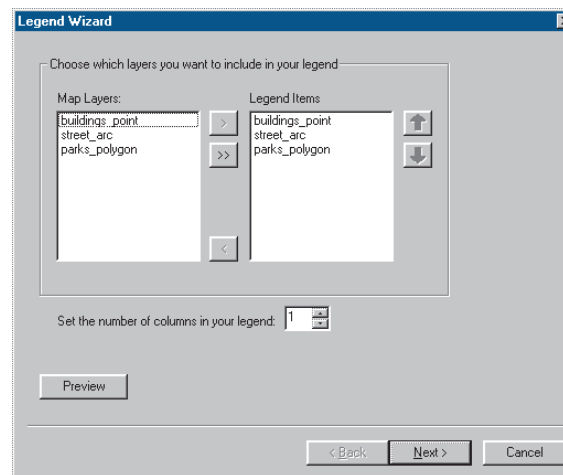 Legend Wizard
Choose which layers you want to include in your legend
Map Layers:
buildings_point
street_arc
parks_polygon
>
>>
<
Legend Items
buildings_point
street_arc
parks_polygon
Set the number of columns in your legend: 1
Preview
< Back
Next >
Cancel